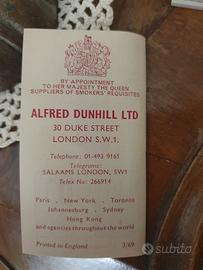 BY APPOINTMENT
TO HER MAJESTY THE QUEEN
SUPPLIERS OF SMOKERS' REQUISITES
ALFRED DUNHILL LTD
30 DUKE STREET
LONDON S.W.1.
Telephone: 01-493 9161
Telegrams:
SALAAMS LONDON, SW1
Telex No: 266914
Paris . New York . Toronto
Johannesburg . Sydney
Hong Kong
and agencies throughout the world
Printed in England 3/69
subito